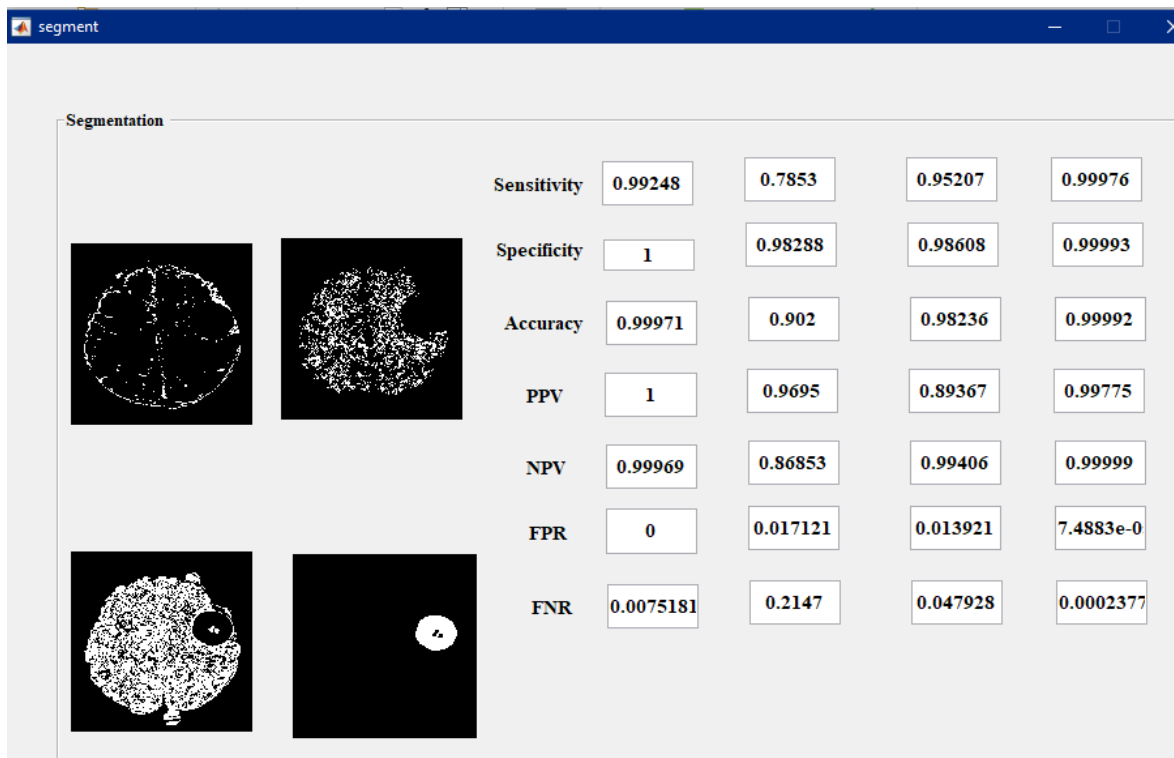 segment
Segmentation
Sensitivity 0.99248 0.7853 0.95207 0.99976
Specificity 1 0.98288 0.98608 0.99993
Accuracy 0.99971 0.902 0.98236 0.99992
PPV 1 0.9695 0.89367 0.99775
NPV 0.99969 0.86853 0.99406 0.99999
FPR 0 0.017121 0.013921 7.4883e-0
FNR 0.0075181 0.2147 0.047928 0.0002377